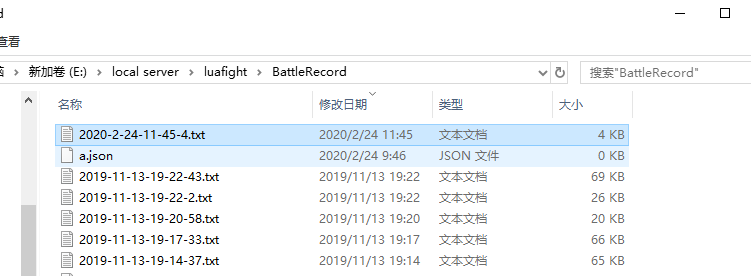 查看
新加卷 (E:) local server luafight BattleRecord 搜索"BattleRecord"
名称 修改日期 类型 大小
2020-2-24-11-45-4.txt 2020/2/24 11:45 文本文档 4 KB
a.json 2020/2/24 9:46 JSON 文件 0 KB
2019-11-13-19-22-43.txt 2019/11/13 19:22 文本文档 69 KB
2019-11-13-19-22-2.txt 2019/11/13 19:22 文本文档 26 KB
2019-11-13-19-20-58.txt 2019/11/13 19:20 文本文档 20 KB
2019-11-13-19-17-33.txt 2019/11/13 19:17 文本文档 66 KB
2019-11-13-19-14-37.txt 2019/11/13 19:14 文本文档 65 KB